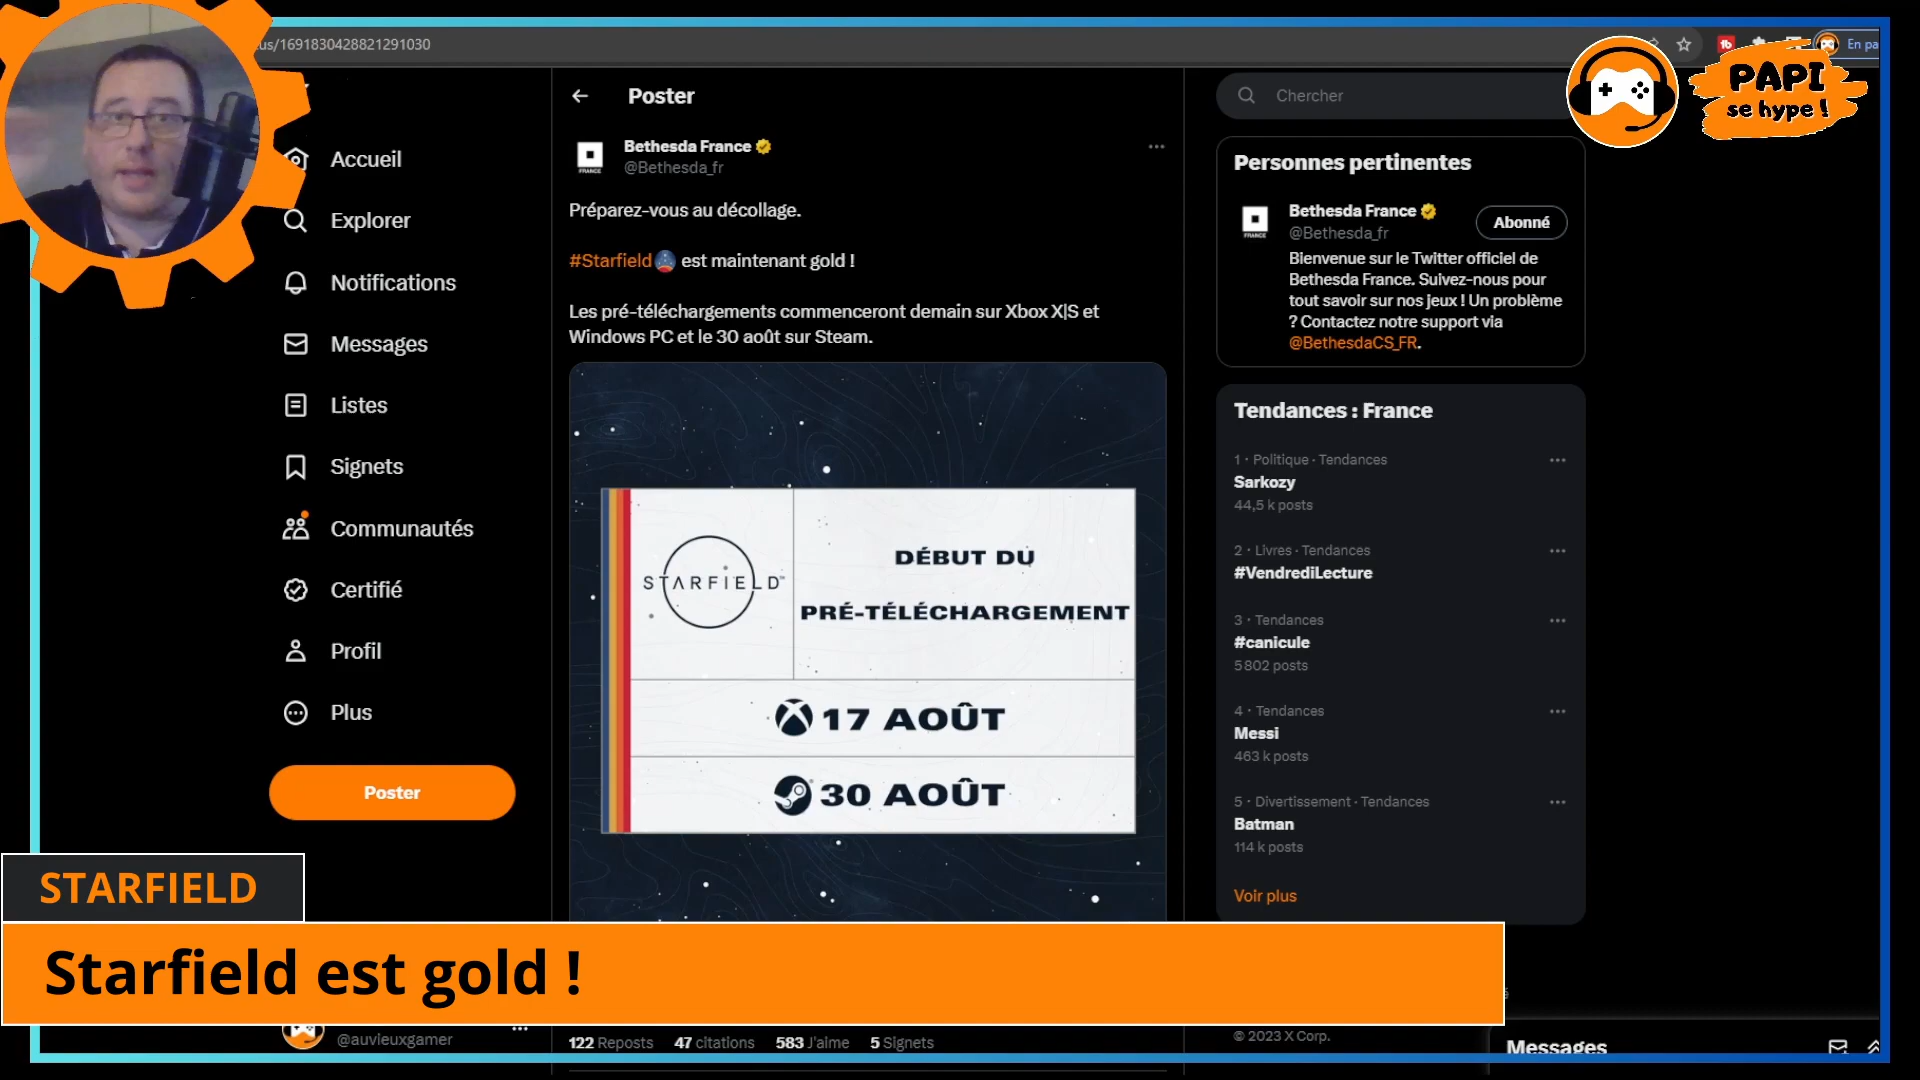 us/1691830428821291030
En pa
PAPI
se hype !
Accueil
Explorer
Notifications
Messages
Listes
Signets
Communautés
Certifié
Profil
Plus
Poster
@auvieuxgamer
Poster
Bethesda France
@Bethesda_fr
Préparez-vous au décollage.
#Starfield est maintenant gold !
Les pré-téléchargements commenceront demain sur Xbox X|S et
Windows PC et le 30 août sur Steam.
STARFIELD
DÉBUT DU
PRÉ-TÉLÉCHARGEMENT
17 AOÛT
30 AOÛT
122 Reposts 47 citations 583 J'aime 5 Signets
Chercher
Personnes pertinentes
Bethesda France
@Bethesda_fr
Abonné
Bienvenue sur le Twitter officiel de
Bethesda France. Suivez-nous pour
tout savoir sur nos jeux ! Un problème
? Contactez notre support via
@BethesdaCS_FR.
Tendances : France
1 · Politique · Tendances
Sarkozy
44,5 k posts
2 · Livres · Tendances
#VendrediLecture
3 · Tendances
#canicule
5 802 posts
4 · Tendances
Messi
463 k posts
5 · Divertissement · Tendances
Batman
114 k posts
Voir plus
© 2023 X Corp.
Messages
STARFIELD
Starfield est gold !